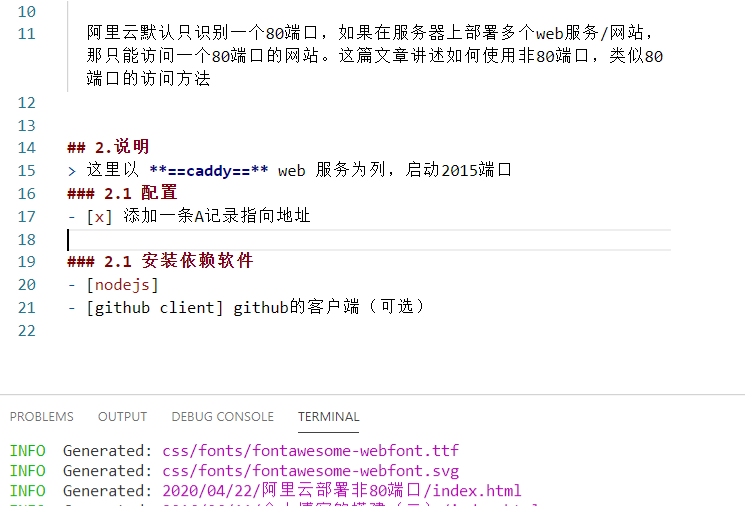 10
11 阿里云默认只识别一个80端口，如果在服务器上部署多个web服务/网站，
那只能访问一个80端口的网站。这篇文章讲述如何使用非80端口，类似80
端口的访问方法
12
13
14 ## 2.说明
15 > 这里以 **==caddy==** web 服务为列，启动2015端口
16 ### 2.1 配置
17 - [x] 添加一条A记录指向地址
18
19 ### 2.1 安装依赖软件
20 - [nodejs]
21 - [github client] github的客户端（可选）
22
PROBLEMS OUTPUT DEBUG CONSOLE TERMINAL
INFO Generated: css/fonts/fontawesome-webfont.ttf
INFO Generated: css/fonts/fontawesome-webfont.svg
INFO Generated: 2020/04/22/阿里云部署非80端口/index.html
INFO Generated: